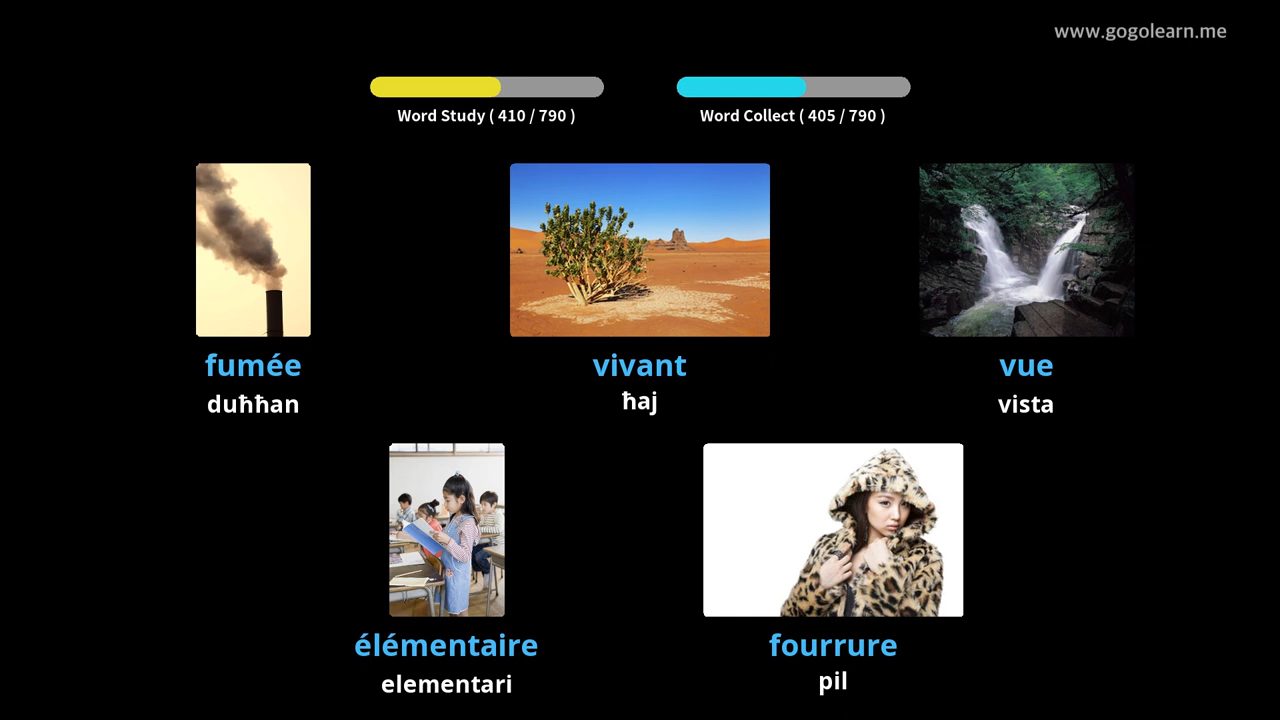 www.gogolearn.me
Word Study ( 410 / 790 )
Word Collect ( 405 / 790 )
fumée
duħħan
vivant
ħaj
vue
vista
élémentaire
elementari
fourrure
pil